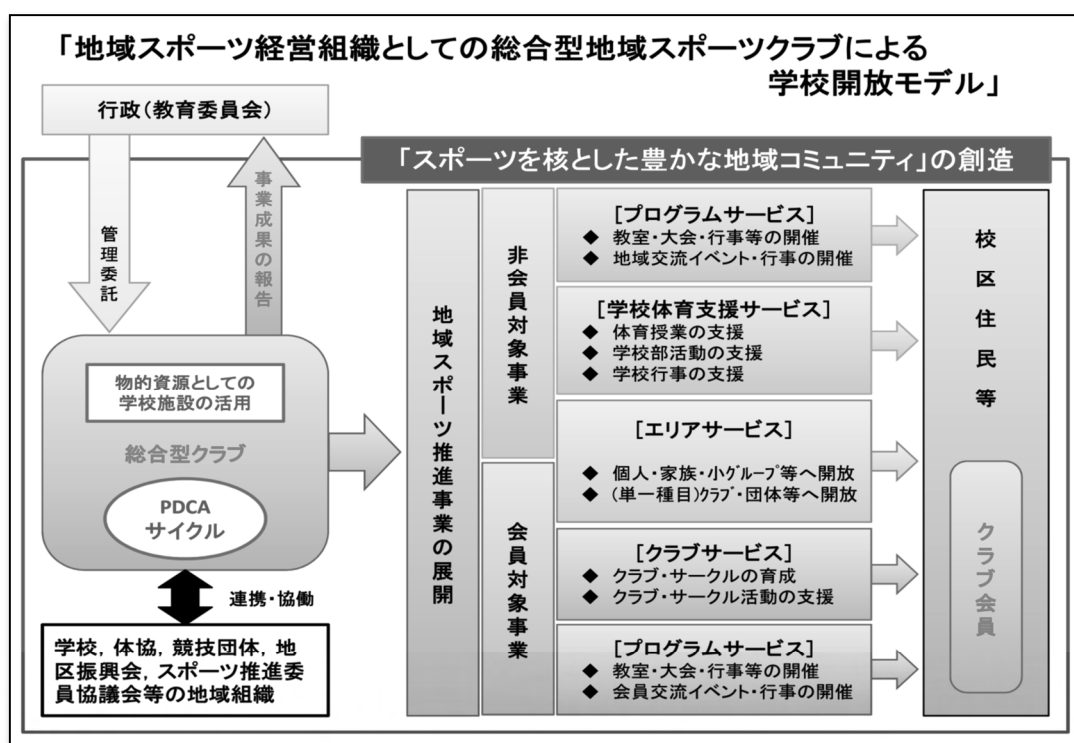 「地域スポーツ経営組織としての総合型地域スポーツクラブによる
学校開放モデル」
行政(教育委員会)
「スポーツを核とした豊かな地域コミュニティ」の創造
管理委託
事業成果の報告
物的資源としての
学校施設の活用
総合型クラブ
PDCA
サイクル
連携・協働
学校，体協，競技団体，地
区振興会，スポーツ推進委
員協議会等の地域組織
地域スポーツ推進事業の展開
非会員対象事業
会員対象事業
[プログラムサービス]
◆ 教室・大会・行事等の開催
◆ 地域交流イベント・行事の開催
[学校体育支援サービス]
◆ 体育授業の支援
◆ 学校部活動の支援
◆ 学校行事の支援
[エリアサービス]
◆ 個人・家族・小ｸﾞﾙｰﾌﾟ等へ開放
◆ (単一種目)ｸﾗﾌﾞ・団体等へ開放
[クラブサービス]
◆ クラブ・サークルの育成
◆ クラブ・サークル活動の支援
[プログラムサービス]
◆ 教室・大会・行事等の開催
◆ 会員交流イベント・行事の開催
校区住民等
クラブ会員